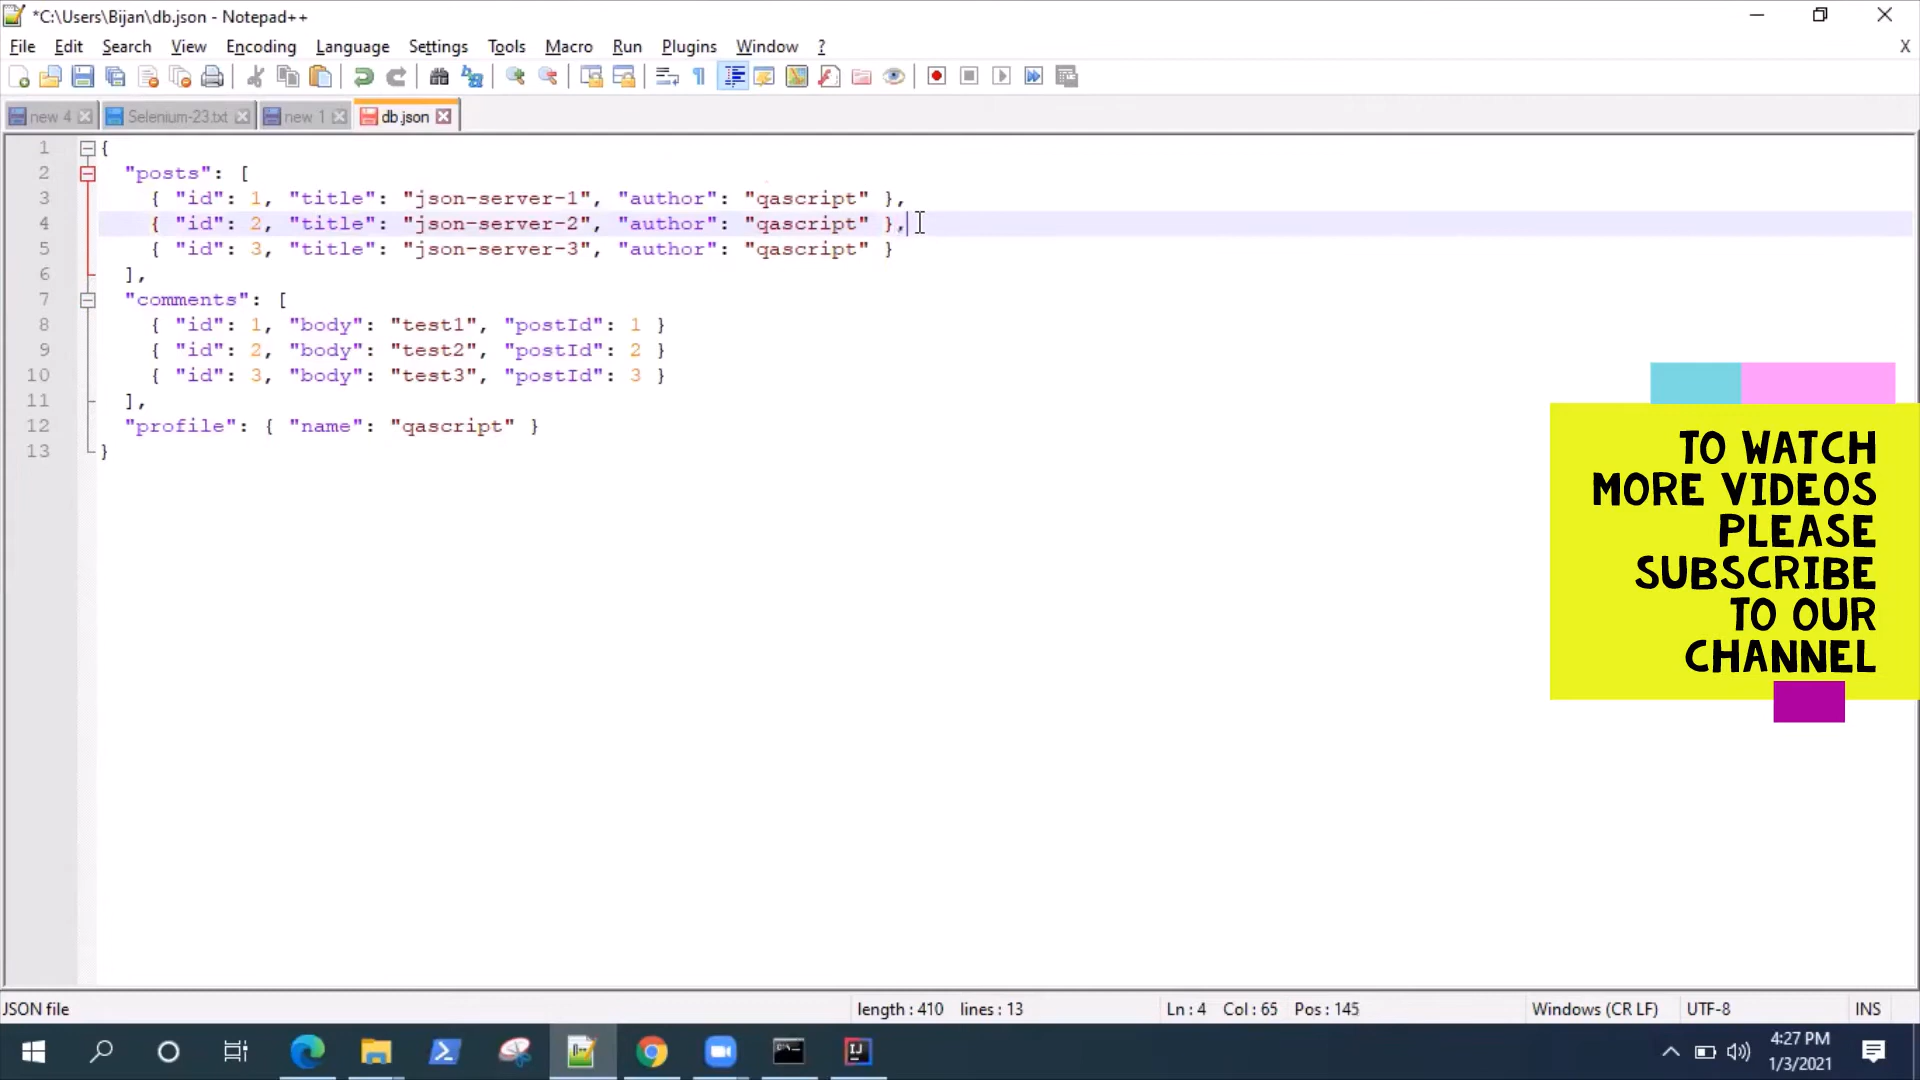 *C:\Users\Bijan\db.json - Notepad++
File Edit Search View Encoding Language Settings Tools Macro Run Plugins Window ? X
new 4 Selenium-23.txt new 1 db.json
1 {
2 "posts": [
3 { "id": 1, "title": "json-server-1", "author": "qascript" },
4 { "id": 2, "title": "json-server-2", "author": "qascript" },
5 { "id": 3, "title": "json-server-3", "author": "qascript" }
6 ],
7 "comments": [
8 { "id": 1, "body": "test1", "postId": 1 }
9 { "id": 2, "body": "test2", "postId": 2 }
10 { "id": 3, "body": "test3", "postId": 3 }
11 ],
12 "profile": { "name": "qascript" }
13 }
TO WATCH
MORE VIDEOS
PLEASE
SUBSCRIBE
TO OUR
CHANNEL
JSON file length : 410 lines : 13 Ln : 4 Col : 65 Pos : 145 Windows (CR LF) UTF-8 INS
4:27 PM
1/3/2021